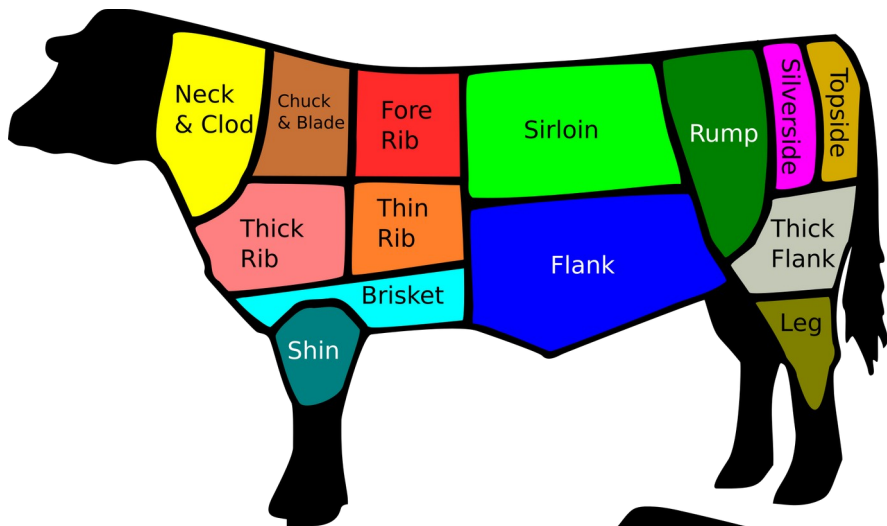 Neck
& Clod
Chuck
& Blade
Fore
Rib
Sirloin
Rump
Silverside
Topside
Thick
Rib
Thin
Rib
Flank
Thick
Flank
Brisket
Shin
Leg